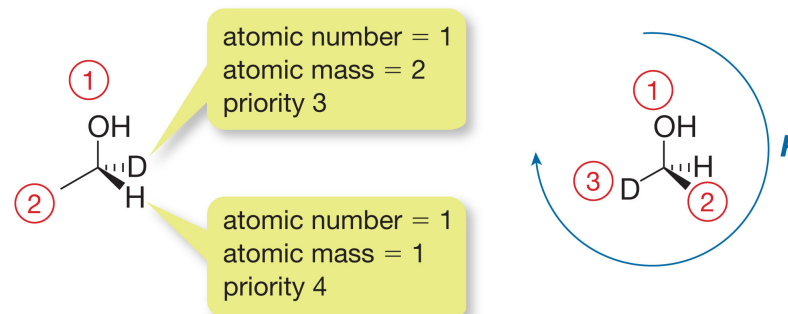 atomic number = 1
atomic mass = 2
priority 3
1
OH
D
H
2
atomic number = 1
atomic mass = 1
priority 4
1
OH
H
3
D
2